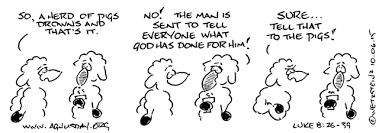 SO, A HERD OF PIGS
DROWNS AND
THAT'S IT.
NO! THE MAN IS
SENT TO TELL
EVERYONE WHAT
GOD HAS DONE FOR HIM!
SURE...
TELL THAT
TO THE PIGS!
www.AGNUSDAY.ORG
LUKE 8:26-39